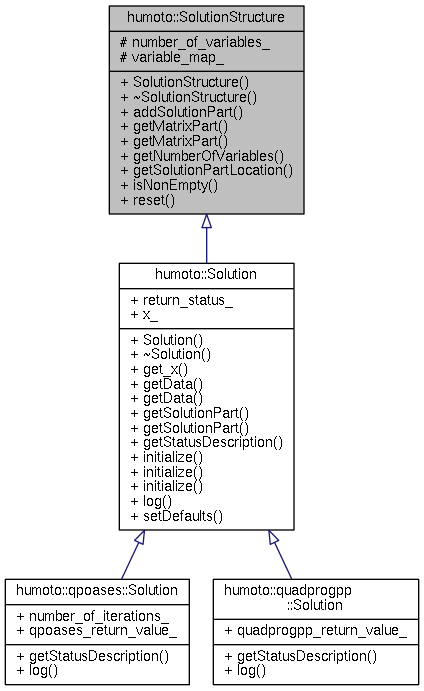 humoto::SolutionStructure
# number_of_variables_
# variable_map_
+ SolutionStructure()
+ ~SolutionStructure()
+ addSolutionPart()
+ getMatrixPart()
+ getMatrixPart()
+ getNumberOfVariables()
+ getSolutionPartLocation()
+ isNonEmpty()
+ reset()
humoto::Solution
+ return_status_
+ x_
+ Solution()
+ ~Solution()
+ get_x()
+ getData()
+ getData()
+ getSolutionPart()
+ getSolutionPart()
+ getStatusDescription()
+ initialize()
+ initialize()
+ initialize()
+ log()
+ setDefaults()
humoto::qpoases::Solution
+ number_of_iterations_
+ qpoases_return_value_
+ getStatusDescription()
+ log()
humoto::quadprogpp
::Solution
+ quadprogpp_return_value_
+ getStatusDescription()
+ log()